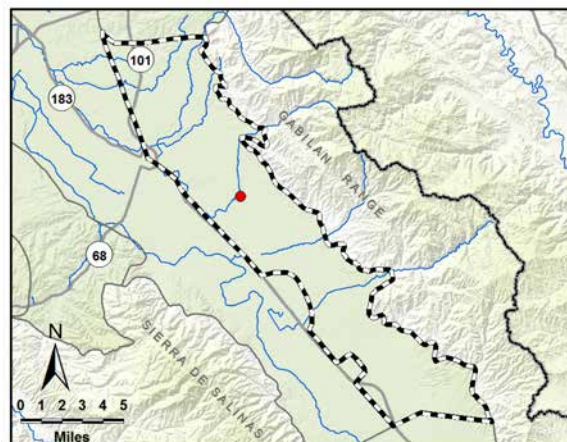 101
183
GABILAN RANGE
68
SIERRA DE SALINAS
N
0 1 2 3 4 5
Miles